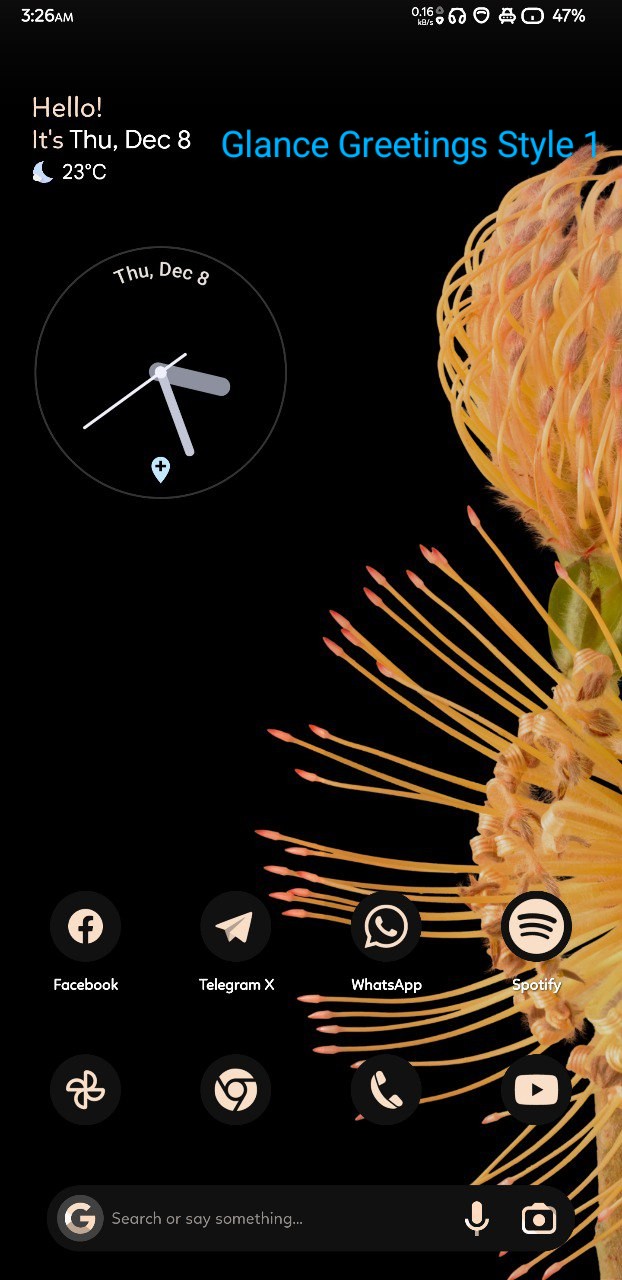 3:26AM
0.16 kB/s
47%
Hello!
It's Thu, Dec 8
23°C
Glance Greetings Style 1
Thu, Dec 8
Facebook
Telegram X
WhatsApp
Spotify
G
Search or say something...